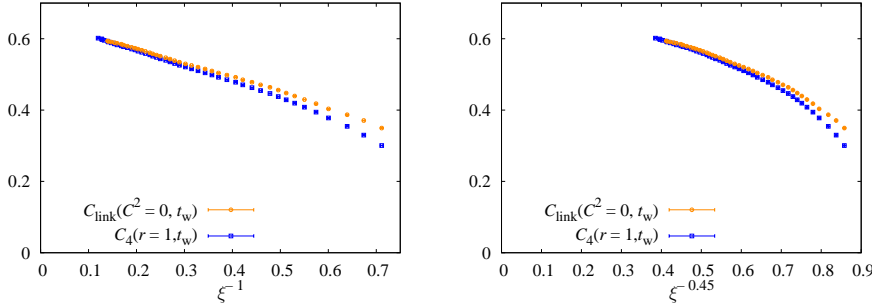 0.6
0.4
0.2
0
C_link(C^2 = 0, t_w)
C_4(r = 1,t_w)
0 0.1 0.2 0.3 0.4 0.5 0.6 0.7
ξ^-1
0.6
0.4
0.2
0
C_link(C^2 = 0, t_w)
C_4(r = 1,t_w)
0 0.1 0.2 0.3 0.4 0.5 0.6 0.7 0.8 0.9
ξ^-0.45